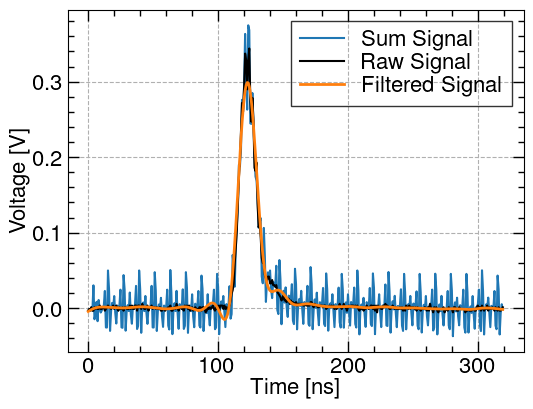 Sum Signal
Raw Signal
Filtered Signal
Voltage [V]
0.3
0.2
0.1
0.0
0
100
200
300
Time [ns]